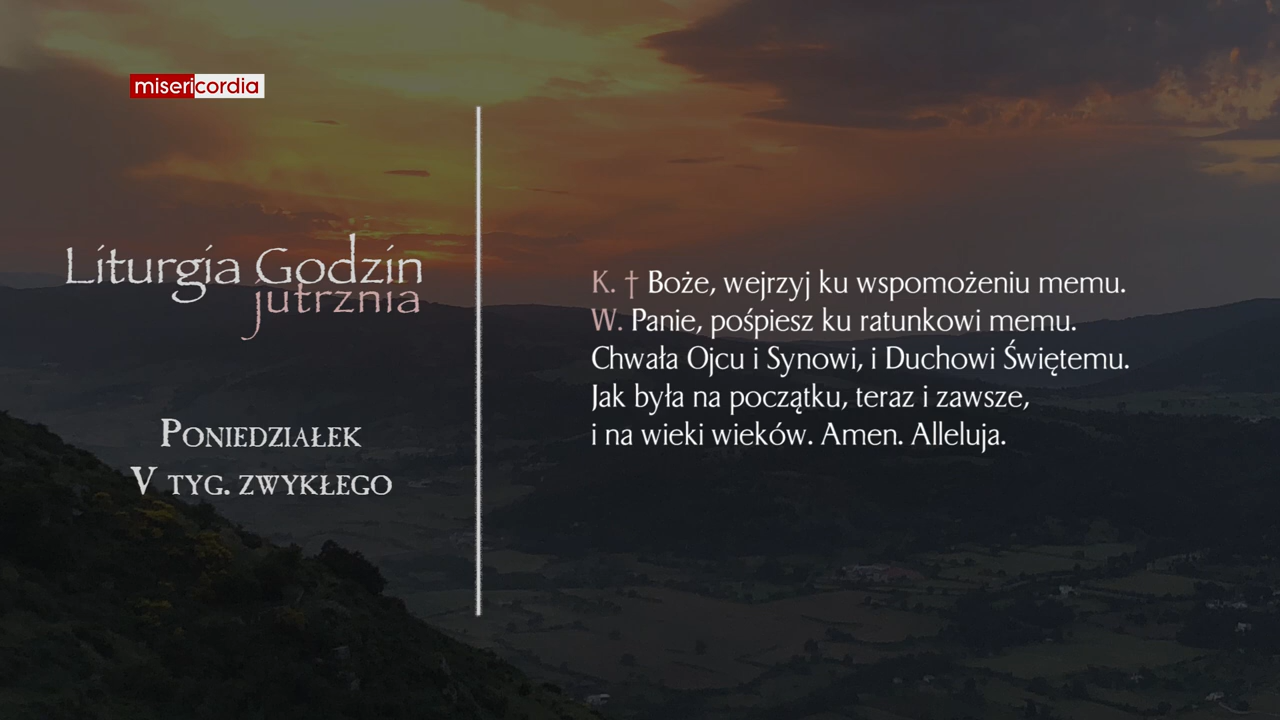 misericordia
Liturgia Godzin
jutrznia
Poniedziałek
V tyg. zwykłego
K. † Boże, wejrzyj ku wspomożeniu memu.
W. Panie, pośpiesz ku ratunkowi memu.
Chwała Ojcu i Synowi, i Duchowi Świętemu.
Jak była na początku, teraz i zawsze,
i na wieki wieków. Amen. Alleluja.